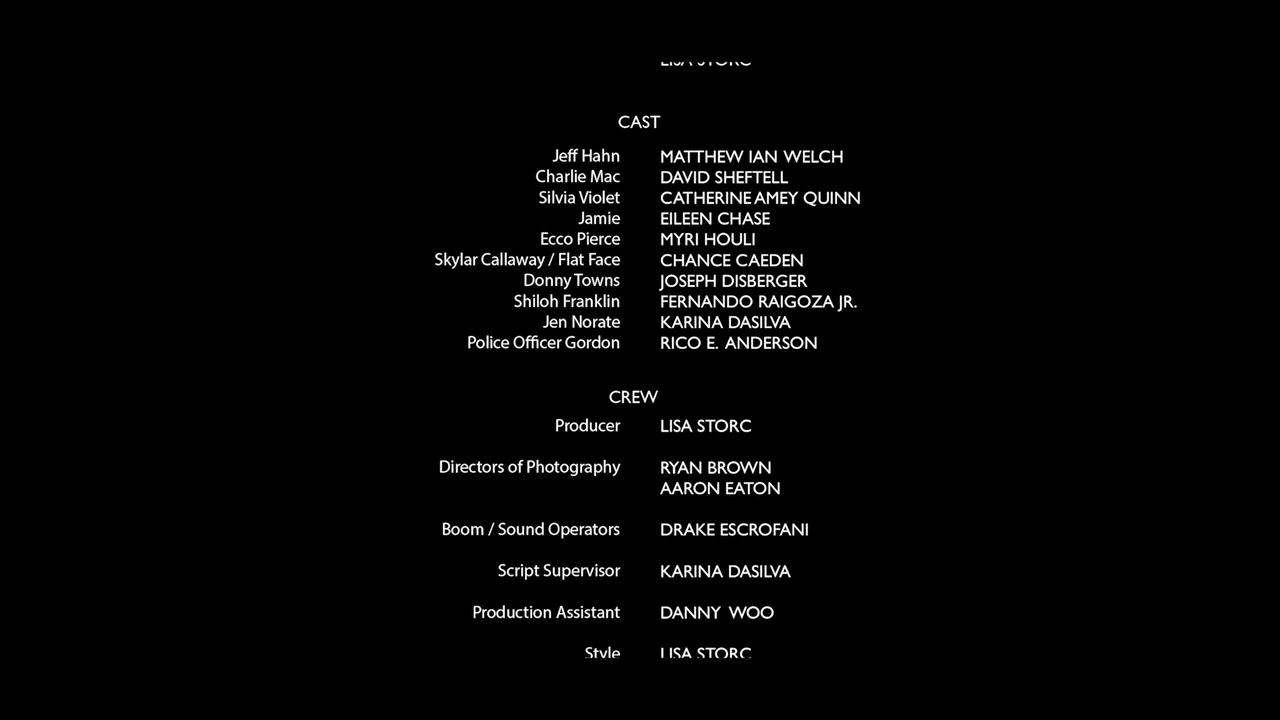 LISA STORC
CAST
Jeff Hahn MATTHEW IAN WELCH
Charlie Mac DAVID SHEFTELL
Silvia Violet CATHERINE AMEY QUINN
Jamie EILEEN CHASE
Ecco Pierce MYRI HOULI
Skylar Callaway / Flat Face CHANCE CAEDEN
Donny Towns JOSEPH DISBERGER
Shiloh Franklin FERNANDO RAIGOZA JR.
Jen Norate KARINA DASILVA
Police Officer Gordon RICO E. ANDERSON
CREW
Producer LISA STORC
Directors of Photography RYAN BROWN
AARON EATON
Boom / Sound Operators DRAKE ESCROFANI
Script Supervisor KARINA DASILVA
Production Assistant DANNY WOO
Style LISA STORC